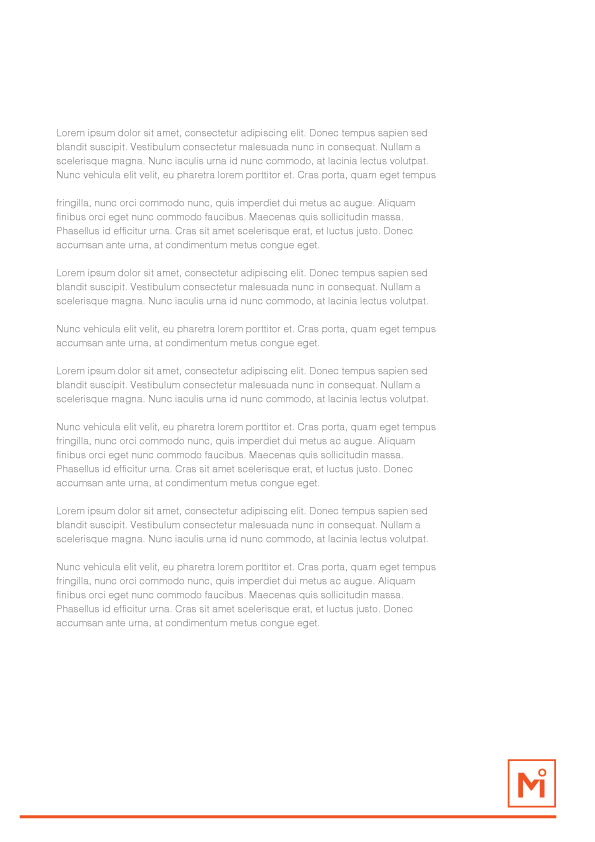 Lorem ipsum dolor sit amet, consectetur adipiscing elit. Donec tempus sapien sed
blandit suscipit. Vestibulum consectetur malesuada nunc in consequat. Nullam a
scelerisque magna. Nunc iaculis urna id nunc commodo, at lacinia lectus volutpat.
Nunc vehicula elit velit, eu pharetra lorem porttitor et. Cras porta, quam eget tempus
fringilla, nunc orci commodo nunc, quis imperdiet dui metus ac augue. Aliquam
finibus orci eget nunc commodo faucibus. Maecenas quis sollicitudin massa.
Phasellus id efficitur urna. Cras sit amet scelerisque erat, et luctus justo. Donec
accumsan ante urna, at condimentum metus congue eget.
Lorem ipsum dolor sit amet, consectetur adipiscing elit. Donec tempus sapien sed
blandit suscipit. Vestibulum consectetur malesuada nunc in consequat. Nullam a
scelerisque magna. Nunc iaculis urna id nunc commodo, at lacinia lectus volutpat.
Nunc vehicula elit velit, eu pharetra lorem porttitor et. Cras porta, quam eget tempus
accumsan ante urna, at condimentum metus congue eget.
Lorem ipsum dolor sit amet, consectetur adipiscing elit. Donec tempus sapien sed
blandit suscipit. Vestibulum consectetur malesuada nunc in consequat. Nullam a
scelerisque magna. Nunc iaculis urna id nunc commodo, at lacinia lectus volutpat.
Nunc vehicula elit velit, eu pharetra lorem porttitor et. Cras porta, quam eget tempus
fringilla, nunc orci commodo nunc, quis imperdiet dui metus ac augue. Aliquam
finibus orci eget nunc commodo faucibus. Maecenas quis sollicitudin massa.
Phasellus id efficitur urna. Cras sit amet scelerisque erat, et luctus justo. Donec
accumsan ante urna, at condimentum metus congue eget.
Lorem ipsum dolor sit amet, consectetur adipiscing elit. Donec tempus sapien sed
blandit suscipit. Vestibulum consectetur malesuada nunc in consequat. Nullam a
scelerisque magna. Nunc iaculis urna id nunc commodo, at lacinia lectus volutpat.
Nunc vehicula elit velit, eu pharetra lorem porttitor et. Cras porta, quam eget tempus
fringilla, nunc orci commodo nunc, quis imperdiet dui metus ac augue. Aliquam
finibus orci eget nunc commodo faucibus. Maecenas quis sollicitudin massa.
Phasellus id efficitur urna. Cras sit amet scelerisque erat, et luctus justo. Donec
accumsan ante urna, at condimentum metus congue eget.
Mi